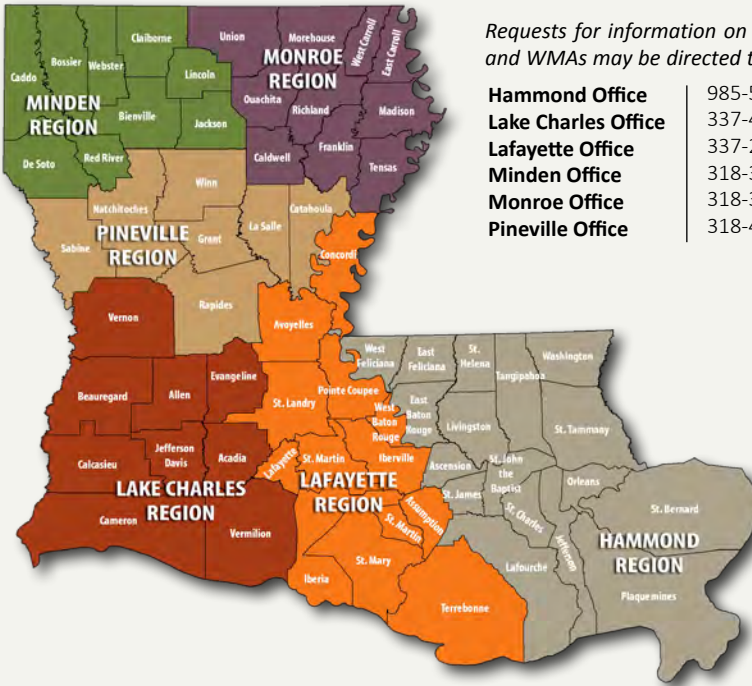 Requests for information on
and WMAs may be directed t
Hammond Office 985-5
Lake Charles Office 337-4
Lafayette Office 337-2
Minden Office 318-3
Monroe Office 318-3
Pineville Office 318-4
MINDEN
REGION
Caddo
Bossier
Webster
Claiborne
Lincoln
Bienville
Jackson
De Soto
Red River
MONROE
REGION
Union
Morehouse
West Carroll
East Carroll
Ouachita
Richland
Madison
Caldwell
Franklin
Tensas
PINEVILLE
REGION
Natchitoches
Winn
Sabine
Grant
La Salle
Catahoula
Rapides
LAKE CHARLES
REGION
Vernon
Beauregard
Allen
Evangeline
Calcasieu
Jefferson
Davis
Acadia
Cameron
Vermilion
LAFAYETTE
REGION
Concordi
Avoyelles
St. Landry
Pointe Coupee
West
Baton
Rouge
Lafayette
St. Martin
Iberville
Assumption
St. Martin
Iberia
St. Mary
Terrebonne
HAMMOND
REGION
West
Feliciana
East
Feliciana
St.
Helena
Tangipahoa
Washington
East
Baton
Rouge
Livingston
St. Tammany
Ascension
St. James
St. John
the
Baptist
St. Charles
Orleans
Jefferson
St. Bernard
Lafourche
Plaquemines